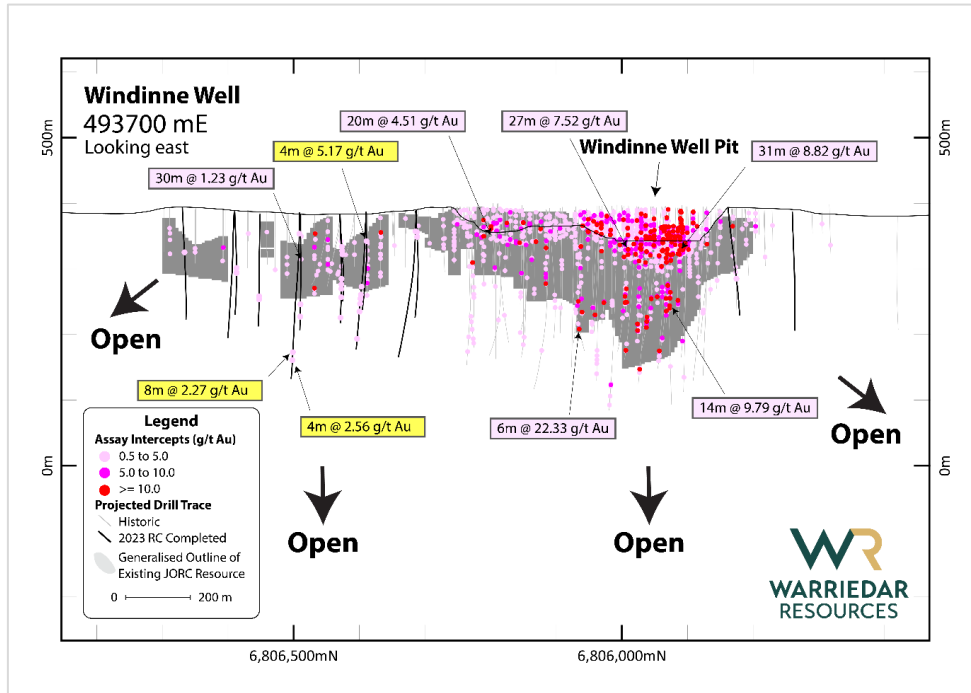 Windinne Well
493700 mE
Looking east
20m @ 4.51 g/t Au
27m @ 7.52 g/t Au
4m @ 5.17 g/t Au
Windinne Well Pit
31m @ 8.82 g/t Au
30m @ 1.23 g/t Au
500m
500m
Open
8m @ 2.27 g/t Au
4m @ 2.56 g/t Au
6m @ 22.33 g/t Au
14m @ 9.79 g/t Au
Open
0m
0m
Legend
Assay Intercepts (g/t Au)
0.5 to 5.0
5.0 to 10.0
>= 10.0
Projected Drill Trace
Historic
2023 RC Completed
Generalised Outline of
Existing JORC Resource
0 200 m
Open
Open
WR
WARRIEDAR
RESOURCES
6,806,500mN
6,806,000mN